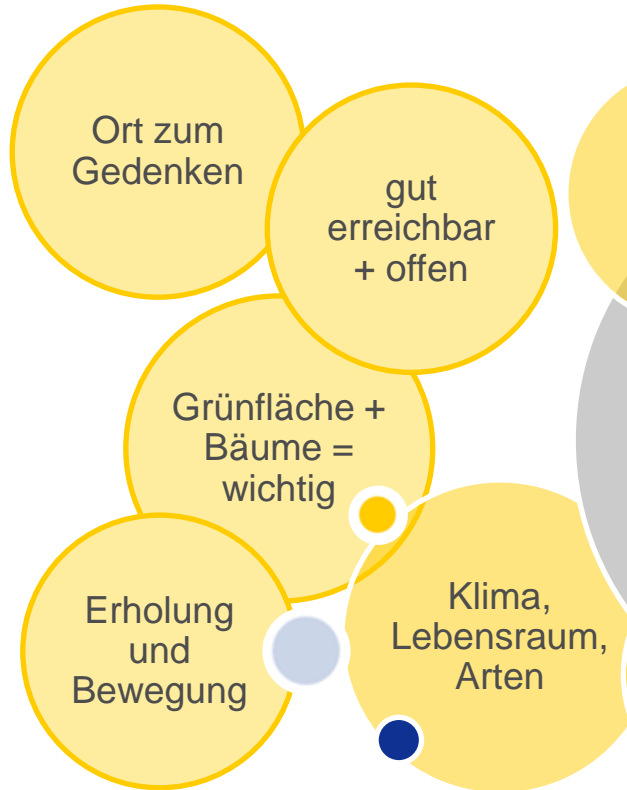 Ort zum
Gedenken
gut
erreichbar
+ offen
Grünfläche +
Bäume =
wichtig
Erholung
und
Bewegung
Klima,
Lebensraum,
Arten